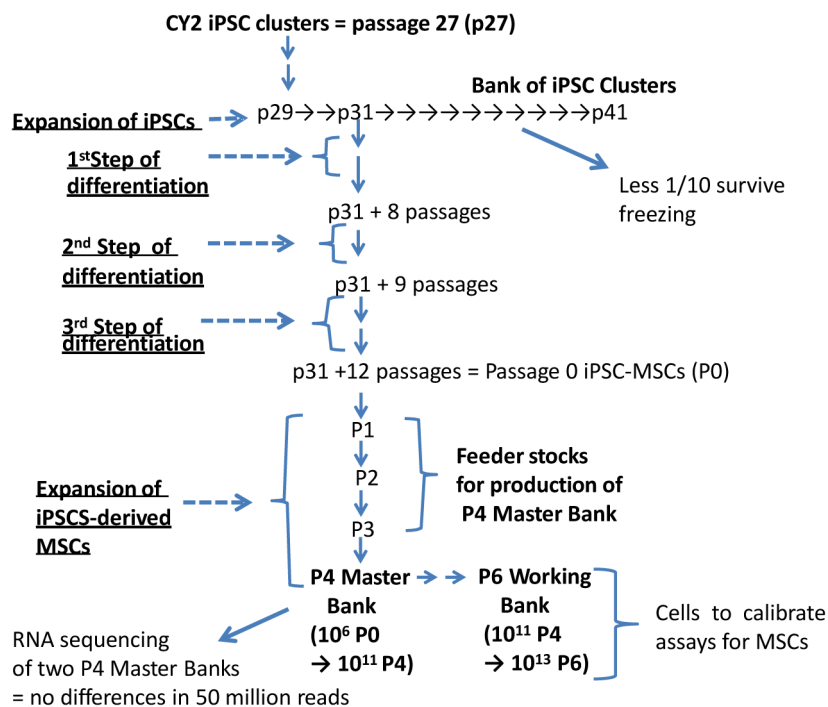 CY2 iPSC clusters = passage 27 (p27)
Bank of iPSC Clusters
Expansion of iPSCs
p29→→p31→→→→→→→→→→→→p41
1stStep of
differentiation
Less 1/10 survive
freezing
p31 + 8 passages
2nd Step of
differentiation
p31 + 9 passages
3rd Step of
differentiation
p31 +12 passages = Passage 0 iPSC-MSCs (P0)
P1
P2
P3
Feeder stocks
for production of
P4 Master Bank
Expansion of
iPSCS-derived
MSCs
P4 Master
Bank
(10⁶ P0
→ 10¹¹ P4)
P6 Working
Bank
(10¹¹ P4
→ 10¹³ P6)
Cells to calibrate
assays for MSCs
RNA sequencing
of two P4 Master Banks
= no differences in 50 million reads